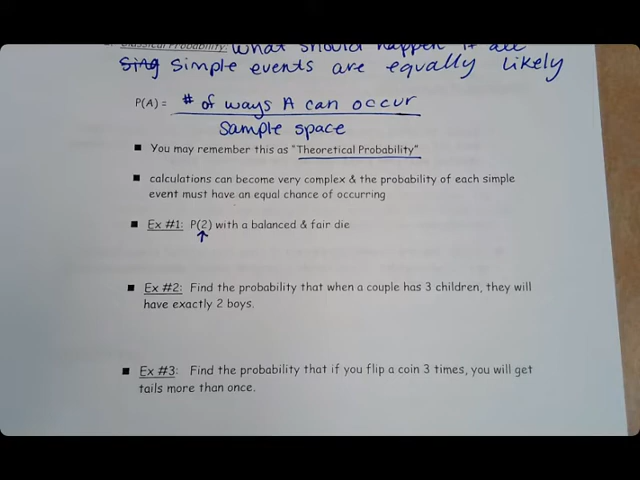 Classical Probability: What should happen if all
Sing simple events are equally likely
P(A) = # of ways A can occur
Sample space
■ You may remember this as "Theoretical Probability"
■ calculations can become very complex & the probability of each simple
event must have an equal chance of occurring
■ Ex #1: P(2) with a balanced & fair die
■ Ex #2: Find the probability that when a couple has 3 children, they will
have exactly 2 boys.
■ Ex #3: Find the probability that if you flip a coin 3 times, you will get
tails more than once.